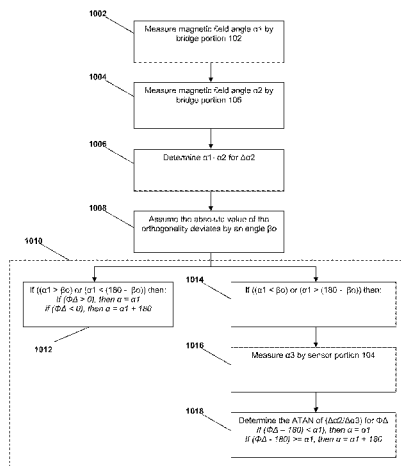 1002
Measure magnetic field angle α1 by
bridge portion 102
1004
Measure magnetic field angle α2 by
bridge portion 106
1006
Determine α1- α2 for Δα2
1008
Assume the absolute value of the
orthogonality deviates by an angle βo
1010
If ((α1 > βo) or (α1 < (180 - βo)) then:
If (ΦΔ > 0), then α = α1
if (ΦΔ < 0), then α = α1 + 180
1012
1014
If ((α1 < βo) or (α1 > (180 - βo)) then:
1016
Measure α3 by sensor portion 104
1018
Determine the ATAN of (Δα2/Δα3) for ΦΔ
If (ΦΔ – 180) < α1), then α = α1
If (ΦΔ - 180) >= α1, then α = α1 + 180